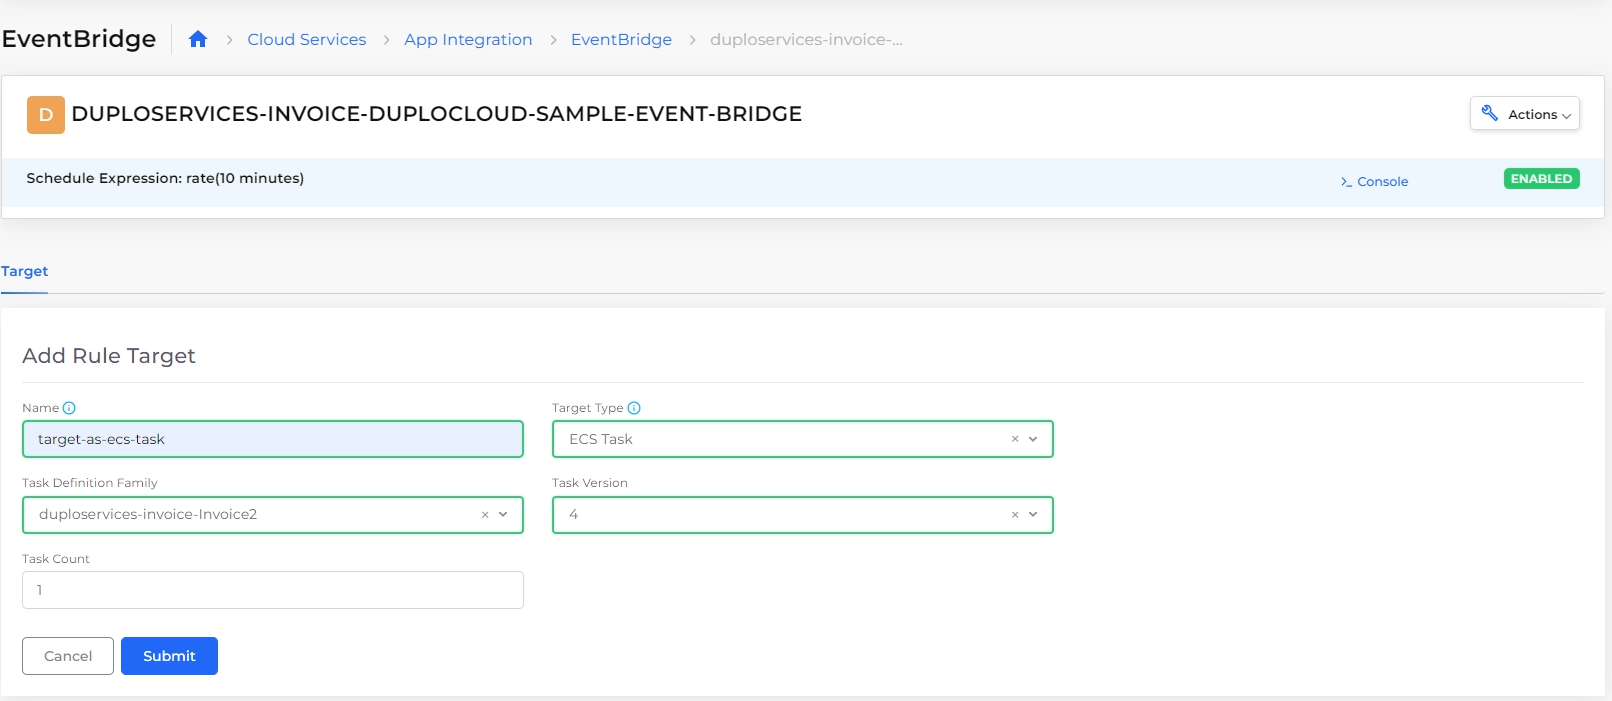 EventBridge > Cloud Services > App Integration > EventBridge > duploservices-invoice-...
D DUPLOSERVICES-INVOICE-DUPLOCLOUD-SAMPLE-EVENT-BRIDGE Actions
Schedule Expression: rate(10 minutes) >_ Console ENABLED
Target
Add Rule Target
Name Target Type
target-as-ecs-task ECS Task ×
Task Definition Family Task Version
duploservices-invoice-Invoice2 × 4 ×
Task Count
1
Cancel Submit